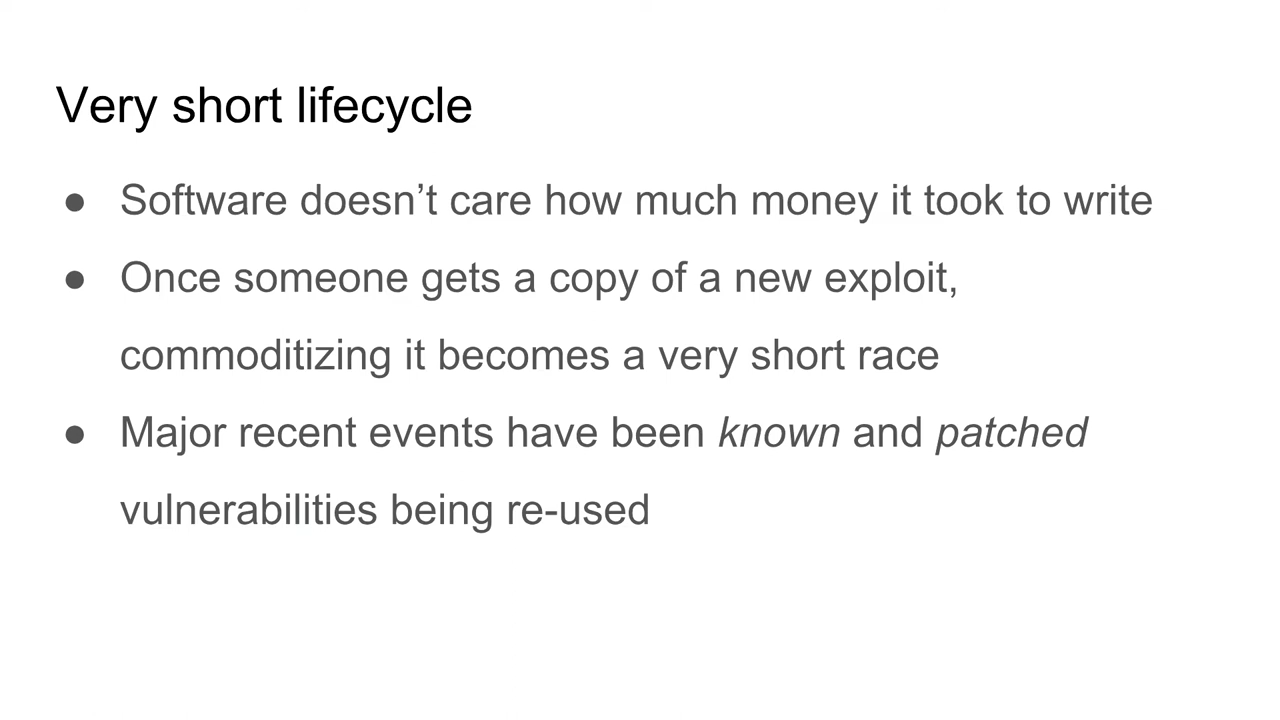 Very short lifecycle
● Software doesn’t care how much money it took to write
● Once someone gets a copy of a new exploit,
commoditizing it becomes a very short race
● Major recent events have been known and patched
vulnerabilities being re-used